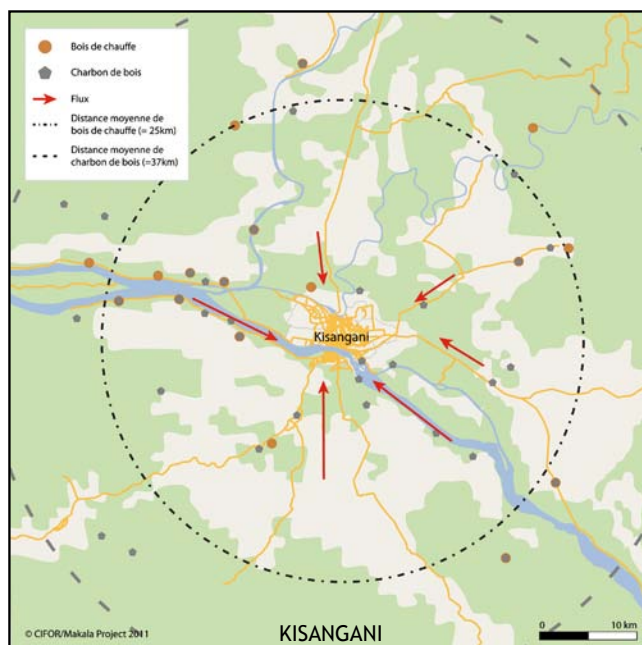 Bois de chauffe
Charbon de bois
Flux
Distance moyenne de
bois de chauffe (= 25km)
Distance moyenne de
charbon de bois (=37km)
Kisangani
© CIFOR/Makala Project 2011
KISANGANI
0 10 km